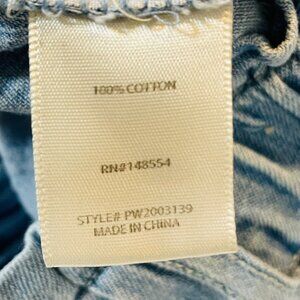 100% COTTON
RN#148554
STYLE# PW2003139
MADE IN CHINA